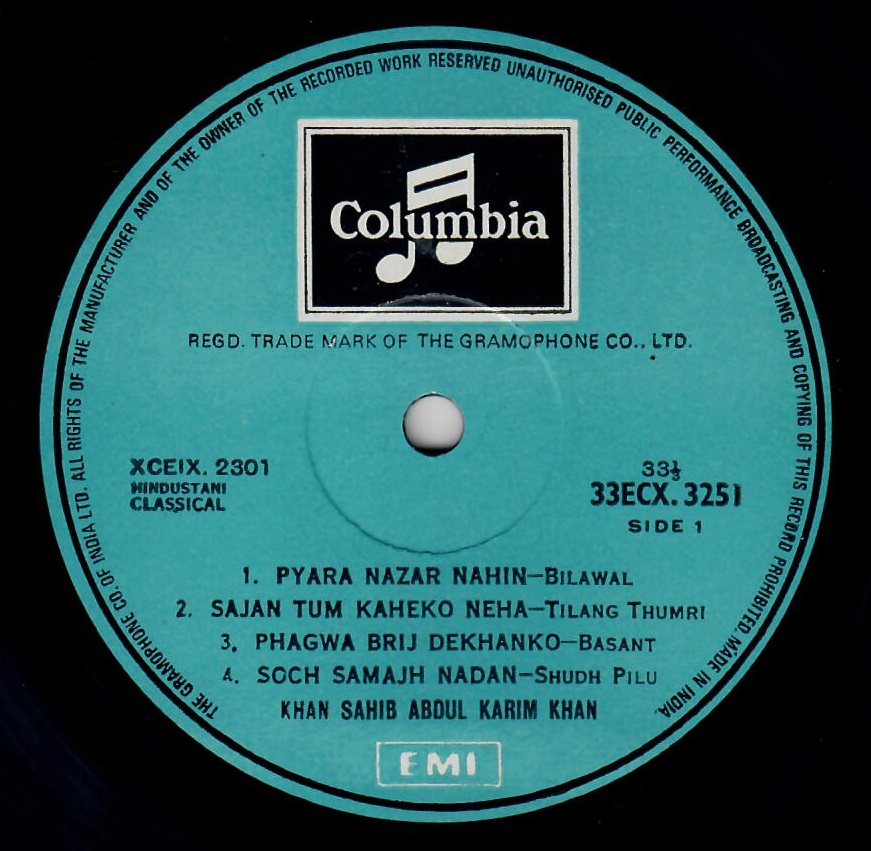 THE GRAMOPHONE CO. OF INDIA LTD. ALL RIGHTS OF THE MANUFACTURER AND OF THE OWNER OF THE RECORDED WORK RESERVED UNAUTHORISED PUBLIC PERFORMANCE BROADCASTING AND COPYING OF THIS RECORD PROHIBITED. MADE IN INDIA.
Columbia
REGD. TRADE MARK OF THE GRAMOPHONE CO., LTD.
XCEIX. 2301
HINDUSTANI
CLASSICAL
33⅓
33ECX. 3251
SIDE 1
1. PYARA NAZAR NAHIN—BILAWAL
2. SAJAN TUM KAHEKO NEHA—TILANG THUMRI
3. PHAGWA BRIJ DEKHANKO—BASANT
4. SOCH SAMAJH NADAN—SHUDH PILU
KHAN SAHIB ABDUL KARIM KHAN
EMI